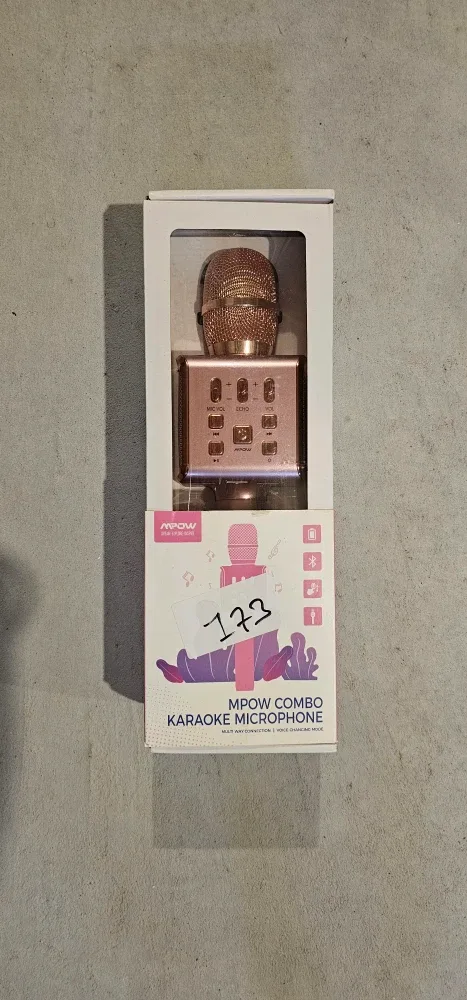 MIC VOL ECHO VOL
MPOW
MPOW
173
MPOW COMBO
KARAOKE MICROPHONE
MULTI WAY CONNECTION | VOICE CHANGING MODE